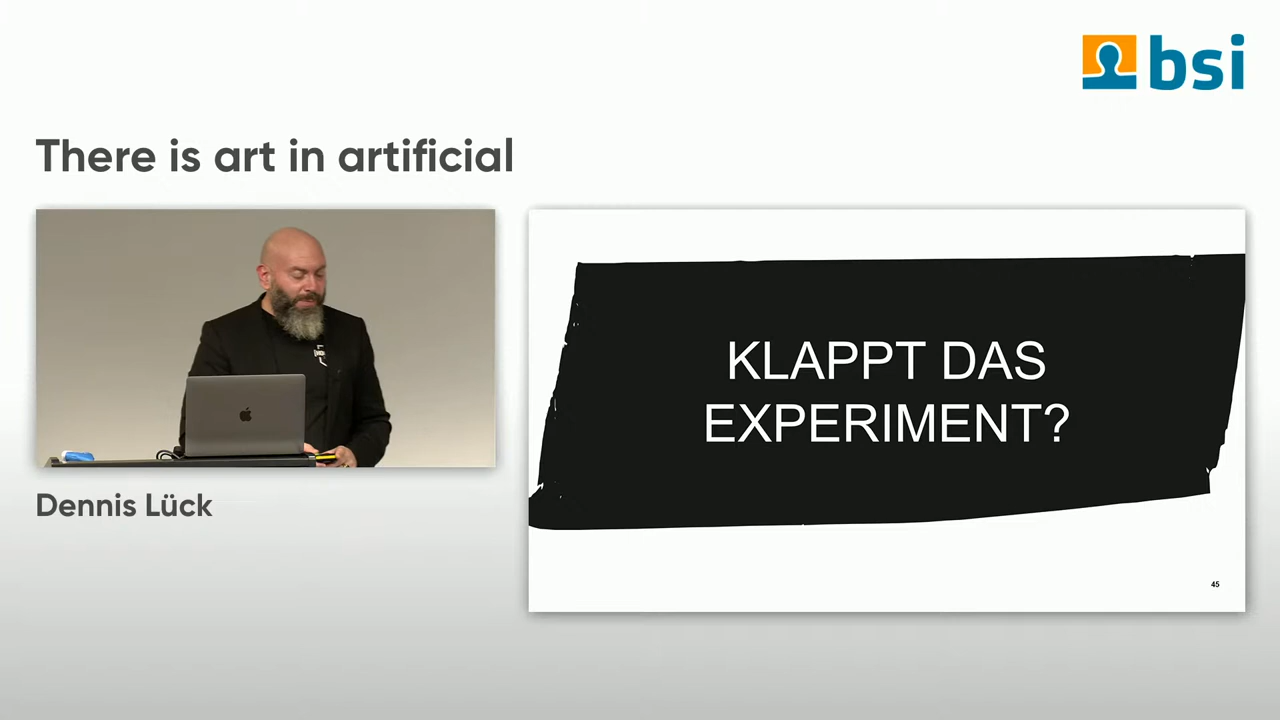 bsi
There is art in artificial
KLAPPT DAS
EXPERIMENT?
Dennis Lück
45